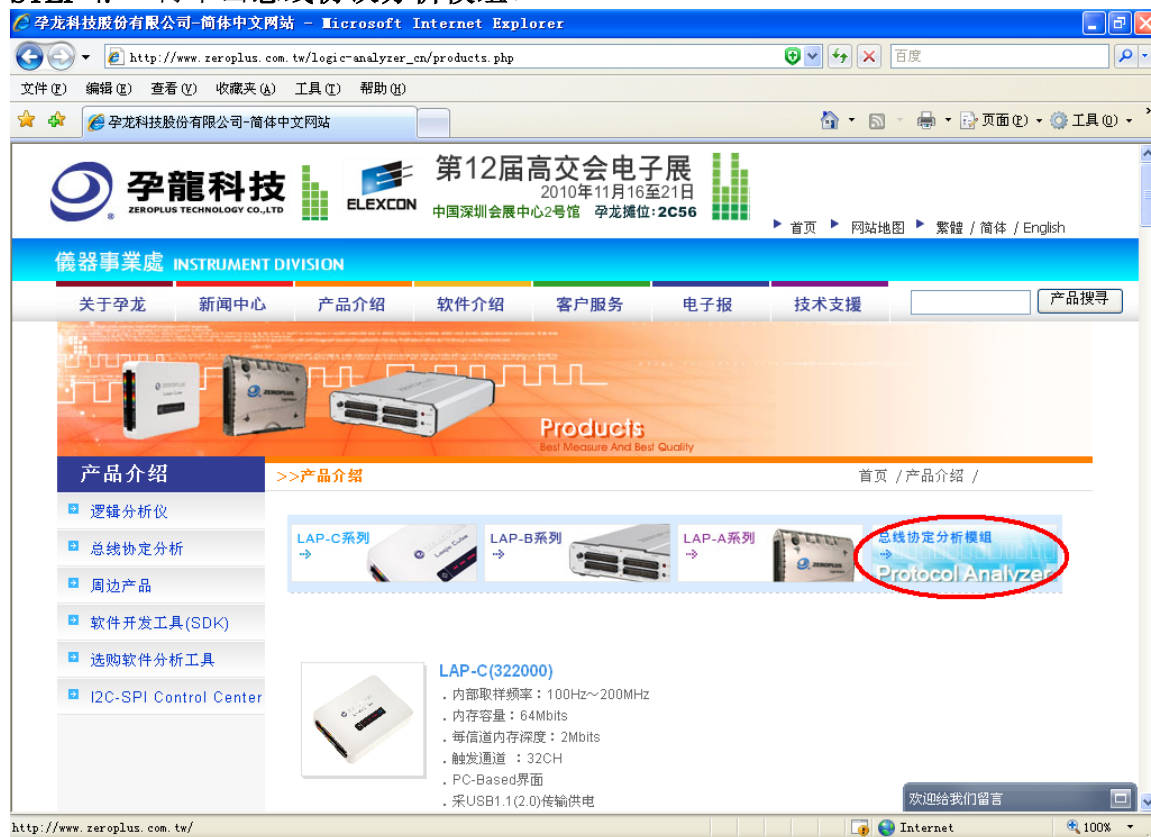 孕龙科技股份有限公司-简体中文网站 - Microsoft Internet Explorer
http://www.zeroplus.com.tw/logic-analyzer_cn/products.php
百度
文件(F) 编辑(E) 查看(V) 收藏夹(A) 工具(T) 帮助(H)
孕龙科技股份有限公司-简体中文网站
页面(P) 工具(O)
孕龍科技
ZEROPLUS TECHNOLOGY CO.,LTD
ELEXCON
第12届高交会电子展
2010年11月16至21日
中国深圳会展中心2号馆 孕龙摊位:2C56
首页 网站地图 繁體 / 简体 / English
儀器事業處 INSTRUMENT DIVISION
关于孕龙 新闻中心 产品介绍 软件介绍 客户服务 电子报 技术支援 产品搜寻
Products
Best Measure And Best Quality
产品介绍
>>产品介绍
首页 / 产品介绍 /
逻辑分析仪
总线协定分析
周边产品
软件开发工具(SDK)
选购软件分析工具
I2C-SPI Control Center
LAP-C系列
LAP-B系列
LAP-A系列
总线协定分析模组
Protocol Analyzer
LAP-C(322000)
. 内部取样频率：100Hz～200MHz
. 内存容量：64Mbits
. 每信道内存深度：2Mbits
. 触发通道 ：32CH
. PC-Based界面
. 采USB1.1(2.0)传输供电
欢迎给我们留言
http://www.zeroplus.com.tw/
Internet
100%